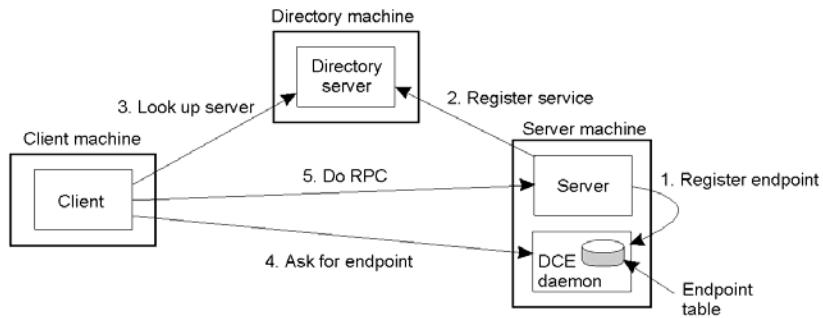 Directory machine
Directory
server
3. Look up server
2. Register service
Client machine
Server machine
Client
5. Do RPC
Server
1. Register endpoint
4. Ask for endpoint
DCE
daemon
Endpoint
table